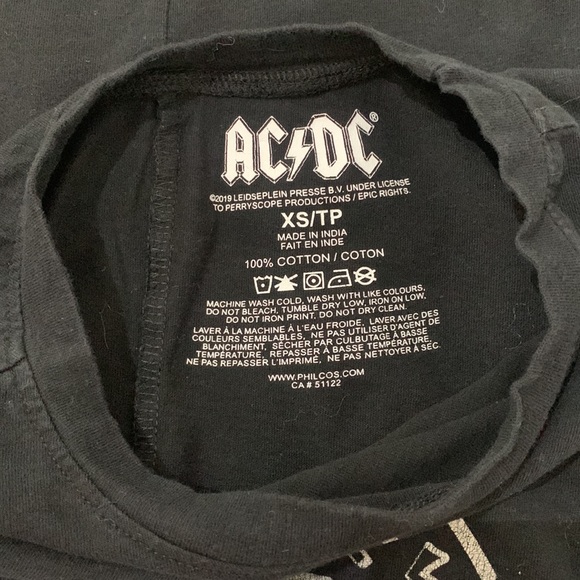 AC⚡DC®
©2019 LEIDSEPLEIN PRESSE B.V. UNDER LICENSE
TO PERRYSCOPE PRODUCTIONS / EPIC RIGHTS.
XS/TP
MADE IN INDIA
FAIT EN INDE
100% COTTON / COTON
MACHINE WASH COLD, WASH WITH LIKE COLOURS,
DO NOT BLEACH. TUMBLE DRY LOW, IRON ON LOW,
DO NOT IRON PRINT. DO NOT DRY CLEAN.
LAVER À LA MACHINE À L'EAU FROIDE, LAVER AVEC DES
COULEURS SEMBLABLES, NE PAS UTILISER D'AGENT DE
BLANCHIMENT, SÉCHER PAR CULBUTAGE À BASSE
TEMPÉRATURE, REPASSER À BASSE TEMPÉRATURE,
NE PAS REPASSER L'IMPRIMÉ, NE PAS NETTOYER À SEC.
WWW.PHILCOS.COM
CA# 51122